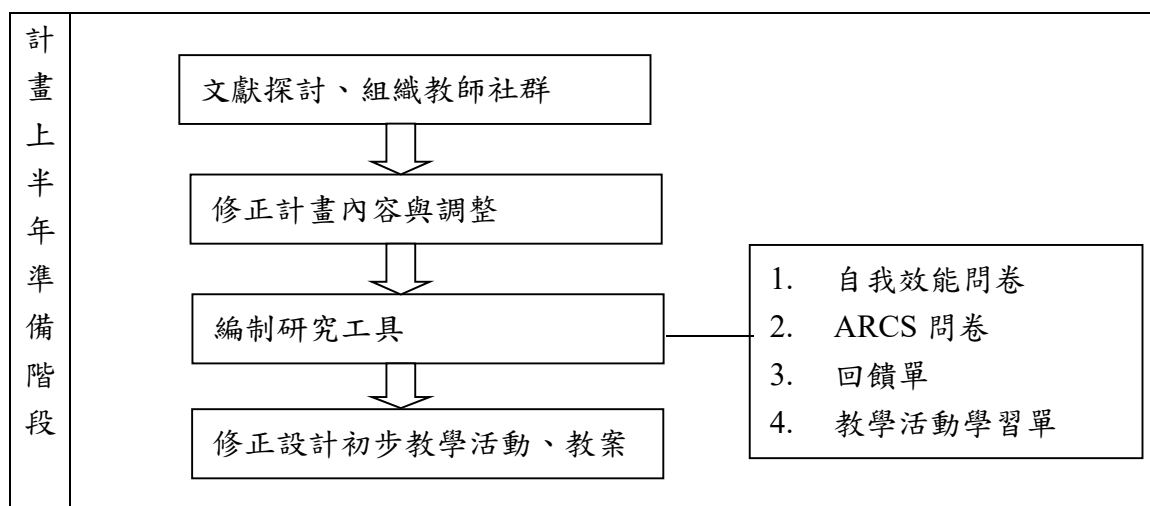 計畫上半年準備階段
文獻探討、組織教師社群
修正計畫內容與調整
編制研究工具
1. 自我效能問卷
2. ARCS 問卷
3. 回饋單
4. 教學活動學習單
修正設計初步教學活動、教案